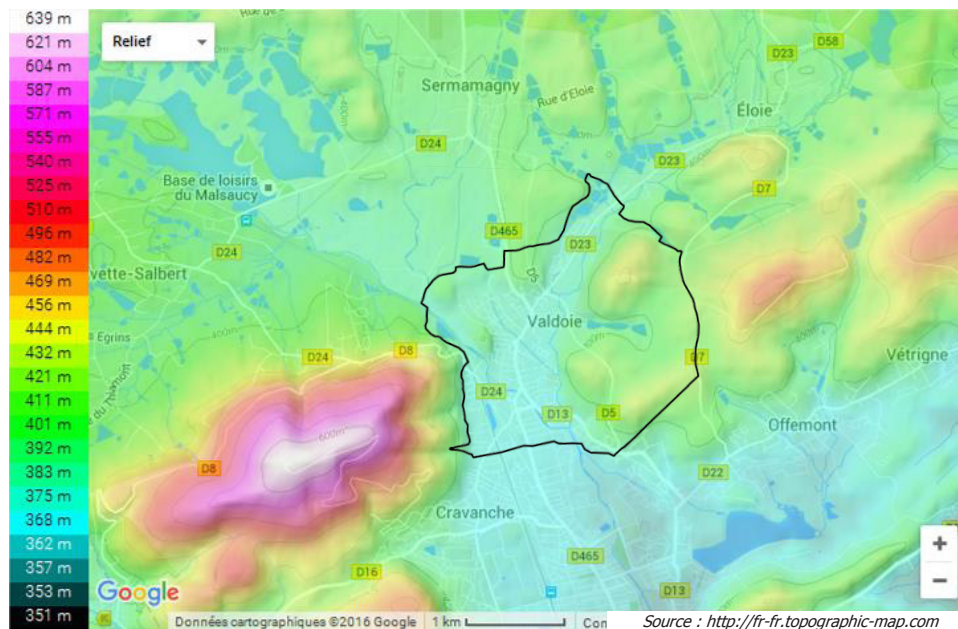 639 m
621 m
604 m
587 m
571 m
555 m
540 m
525 m
510 m
496 m
482 m
469 m
456 m
444 m
432 m
421 m
411 m
401 m
392 m
383 m
375 m
368 m
362 m
357 m
353 m
351 m
Relief
D58
D23
Sermamagny
Rue d'Eloie
Éloie
D24
D23
Base de loisirs
du Malsaucy
D7
D465
D23
D24
D5
vette-Salbert
Valdoie
Egrins
D24
D8
D7
Vétrigne
400m
D24
D13
D5
Offemont
600m
D8
D22
Cravanche
D465
D16
D13
+
−
Google
Données cartographiques ©2016 Google
1 km
Con
Source : http://fr-fr.topographic-map.com